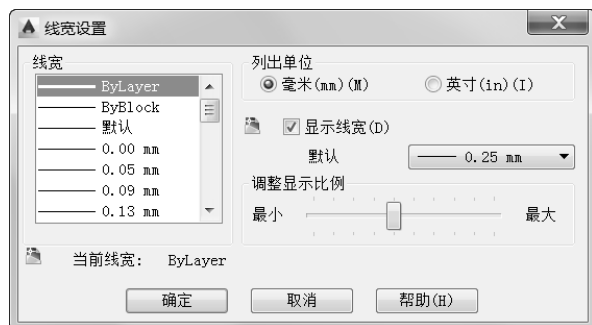 线宽设置
线宽
ByLayer
ByBlock
默认
0.00 mm
0.05 mm
0.09 mm
0.13 mm
列出单位
毫米(mm)(M) 英寸(in)(I)
显示线宽(D)
默认 0.25 mm
调整显示比例
最小 最大
当前线宽: ByLayer
确定 取消 帮助(H)